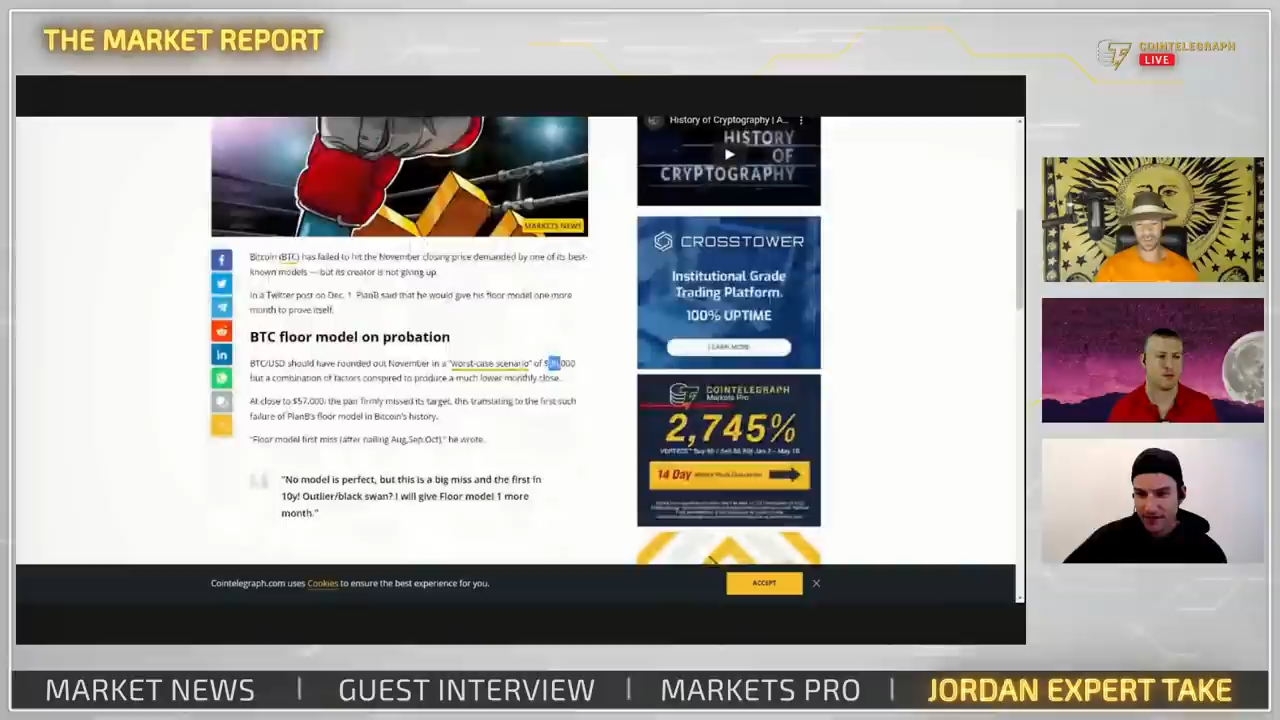 THE MARKET REPORT
COINTELEGRAPH
LIVE
History of Cryptography | A...
HISTORY
OF
CRYPTOGRAPHY
MARKETS NEWS
Bitcoin (BTC) has failed to hit the November closing price demanded by one of its best-
known models — but its creator is not giving up.
In a Twitter post on Dec. 1, PlanB said that he would give his floor model one more
month to prove itself.
BTC floor model on probation
BTC/USD should have rounded out November in a "worst-case scenario" of
but a combination of factors conspired to produce a much lower monthly close.
At close to $57,000, the pair firmly missed its target, this translating to the first such
failure of PlanB's floor model in Bitcoin's history.
"Floor model first miss (after nailing Aug,Sep,Oct)," he wrote.
"No model is perfect, but this is a big miss and the first in
10y! Outlier/black swan? I will give Floor model 1 more
month."
CROSSTOWER
Institutional Grade
Trading Platform.
100% UPTIME
LEARN MORE
COINTELEGRAPH
Markets Pro
2,745%
14 Day
Cointelegraph.com uses Cookies to ensure the best experience for you.
ACCEPT
MARKET NEWS | GUEST INTERVIEW | MARKETS PRO | JORDAN EXPERT TAKE